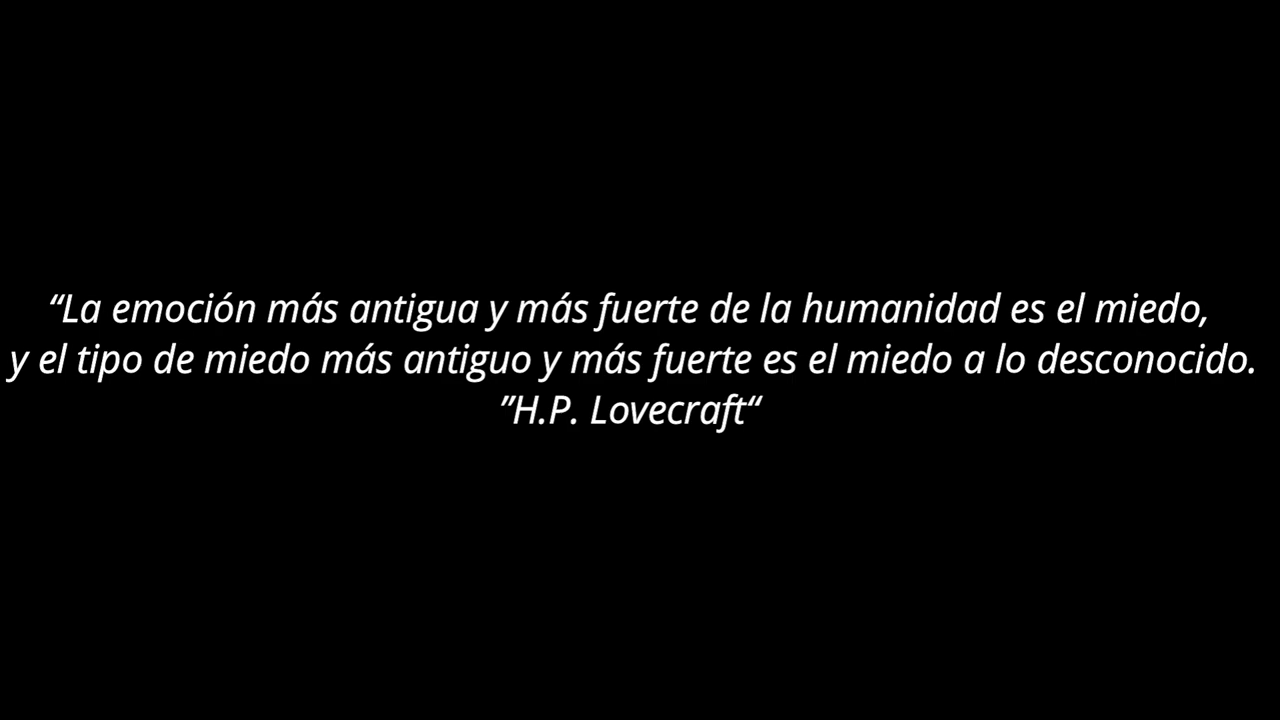 “La emoción más antigua y más fuerte de la humanidad es el miedo,
y el tipo de miedo más antiguo y más fuerte es el miedo a lo desconocido.
”H.P. Lovecraft“